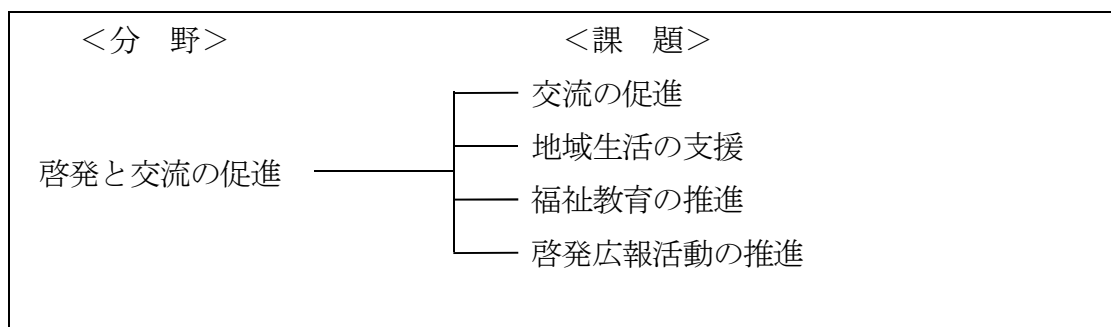 ＜分　野＞　＜課　題＞
交流の促進
地域生活の支援
啓発と交流の促進
福祉教育の推進
啓発広報活動の推進